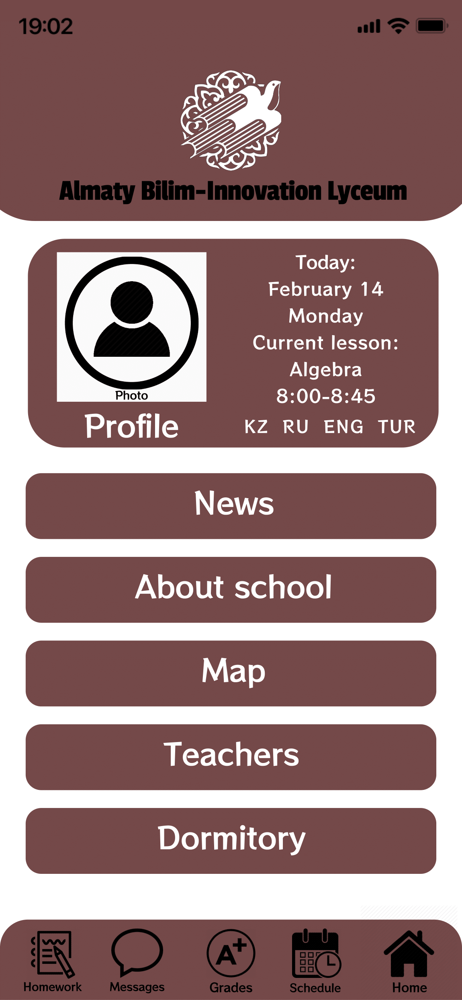 19:02
Almaty Bilim-Innovation Lyceum
Today:
February 14
Monday
Current lesson:
Algebra
8:00-8:45
KZ RU ENG TUR
Photo
Profile
News
About school
Map
Teachers
Dormitory
A+
Homework Messages Grades Schedule Home